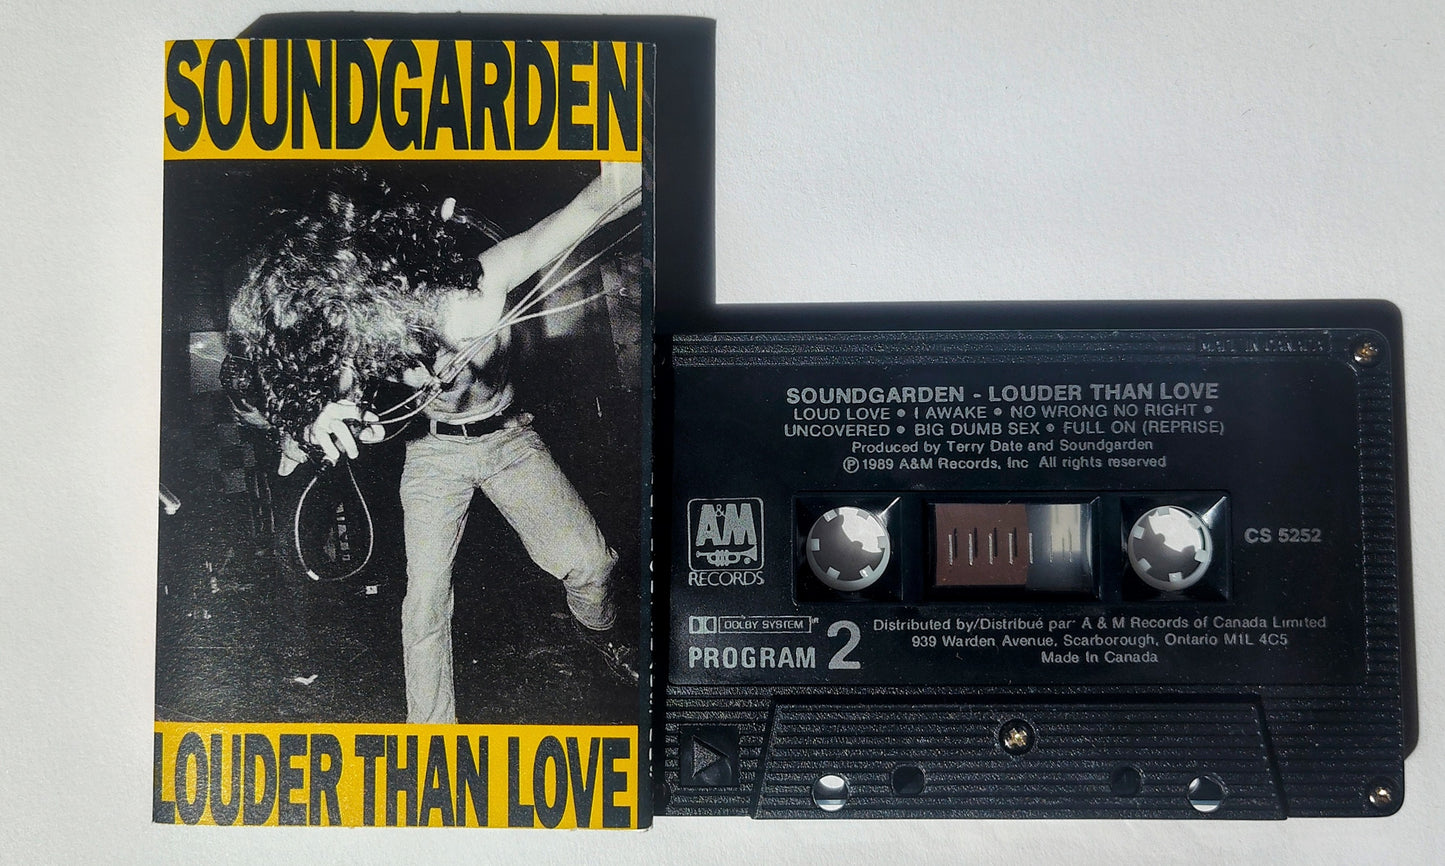 SOUNDGARDEN
LOUDER THAN LOVE
MADE IN CANADA
SOUNDGARDEN - LOUDER THAN LOVE
LOUD LOVE • I AWAKE • NO WRONG NO RIGHT •
UNCOVERED • BIG DUMB SEX • FULL ON (REPRISE)
Produced by Terry Date and Soundgarden
℗ 1989 A&M Records, Inc All rights reserved
A&M
RECORDS
CS 5252
DOLBY SYSTEM
PROGRAM 2
Distributed by/Distribué par A & M Records of Canada Limited
939 Warden Avenue, Scarborough, Ontario M1L 4C5
Made In Canada